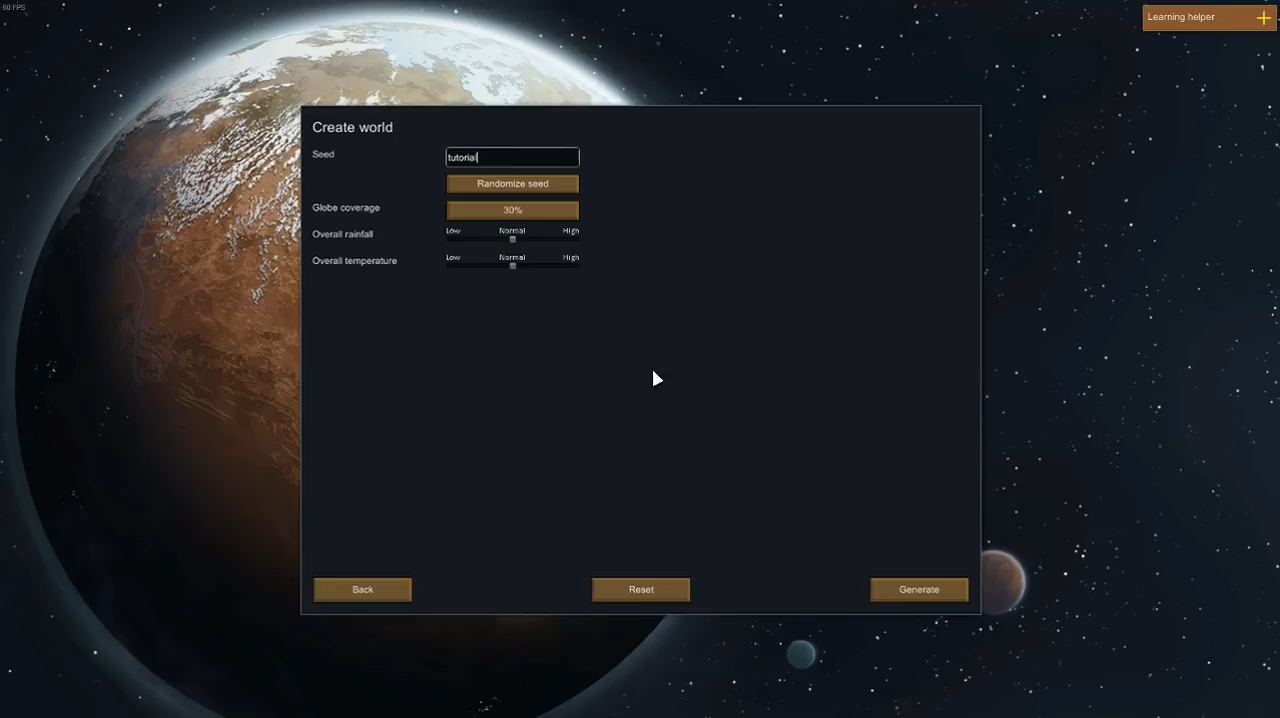 60 FPS
Learning helper
Create world
Seed
tutorial
Randomize seed
Globe coverage
30%
Overall rainfall
Low Normal High
Overall temperature
Low Normal High
Back
Reset
Generate